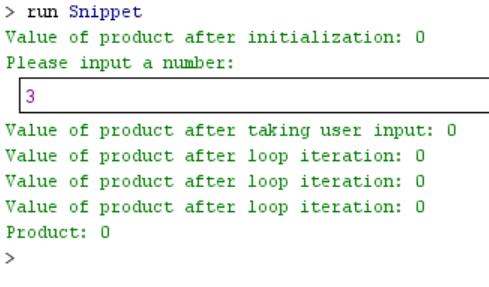 > run Snippet
Value of product after initialization: 0
Please input a number:
3
Value of product after taking user input: 0
Value of product after loop iteration: 0
Value of product after loop iteration: 0
Value of product after loop iteration: 0
Product: 0
>